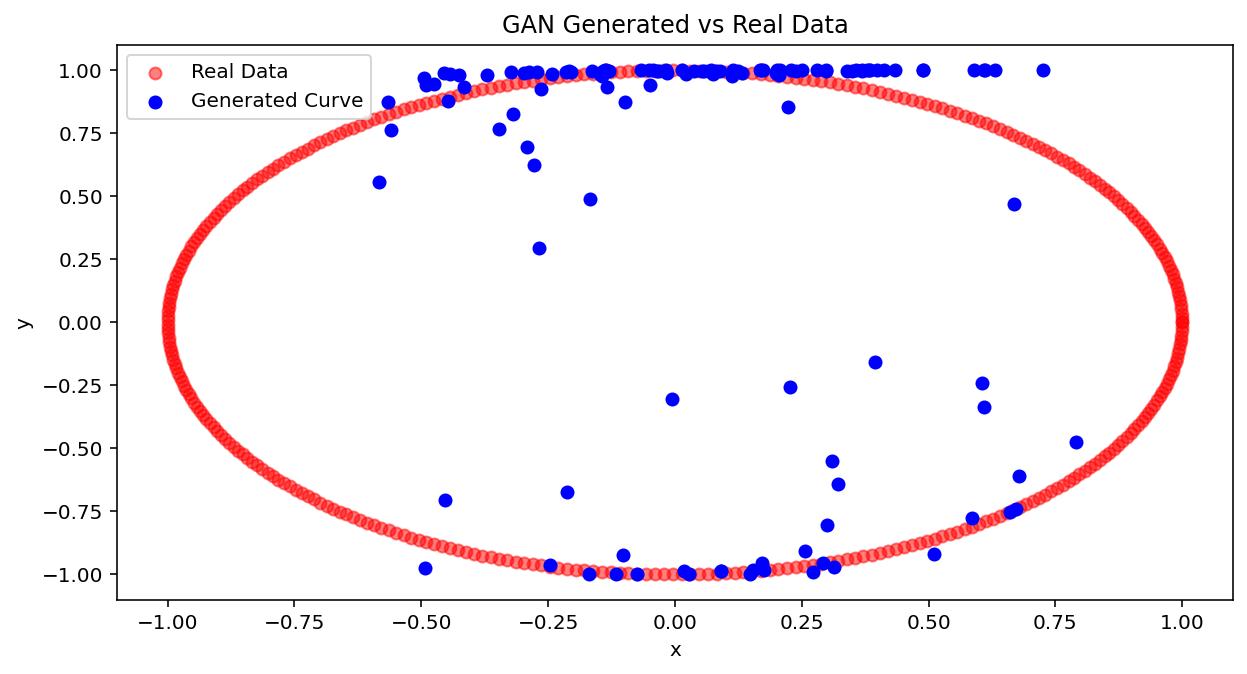 GAN Generated vs Real Data
Real Data
Generated Curve
1.00
0.75
0.50
0.25
0.00
−0.25
−0.50
−0.75
−1.00
y
−1.00 −0.75 −0.50 −0.25 0.00 0.25 0.50 0.75 1.00
x